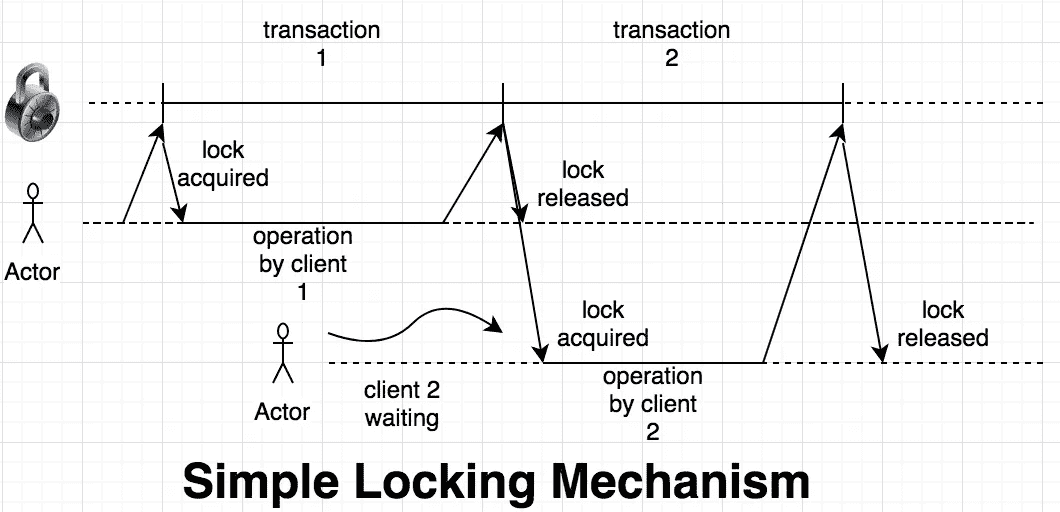 transaction
1
transaction
2
lock
acquired
lock
released
Actor
operation
by client
1
lock
acquired
lock
released
Actor
client 2
waiting
operation
by client
2
Simple Locking Mechanism